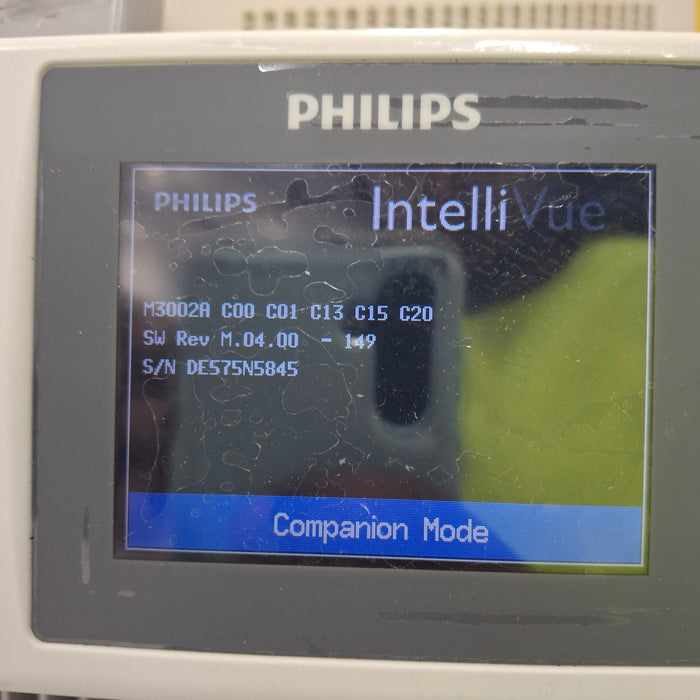 PHILIPS
PHILIPS IntelliVue
M3002A C00 C01 C13 C15 C20
SW Rev M.04.00 - 149
S/N DE575N5845
Companion Mode